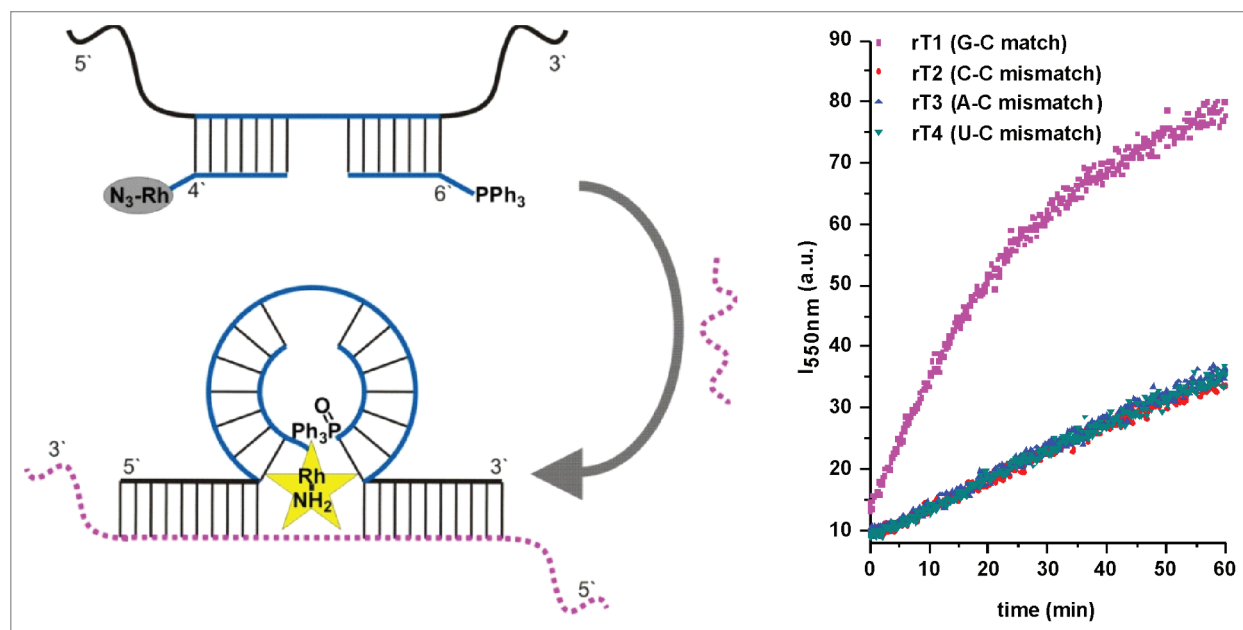 5` 3`
N3-Rh 4` 6` PPh3
O
Ph3P
3` 5` Rh 3`
NH2
5`
90
80
70
60
50
40
30
20
10
I550nm (a.u.)
rT1 (G-C match)
rT2 (C-C mismatch)
rT3 (A-C mismatch)
rT4 (U-C mismatch)
0 10 20 30 40 50 60
time (min)